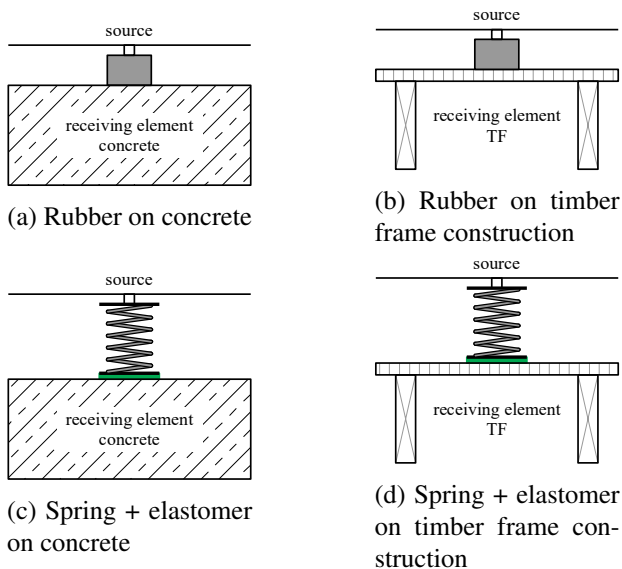 source
receiving element
concrete
(a) Rubber on concrete
source
receiving element
TF
(b) Rubber on timber
frame construction
source
receiving element
concrete
(c) Spring + elastomer
on concrete
source
receiving element
TF
(d) Spring + elastomer
on timber frame con-
struction